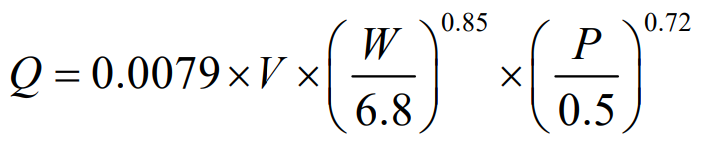 Q = 0.0079 × V × (W/6.8)^0.85 × (P/0.5)^0.72